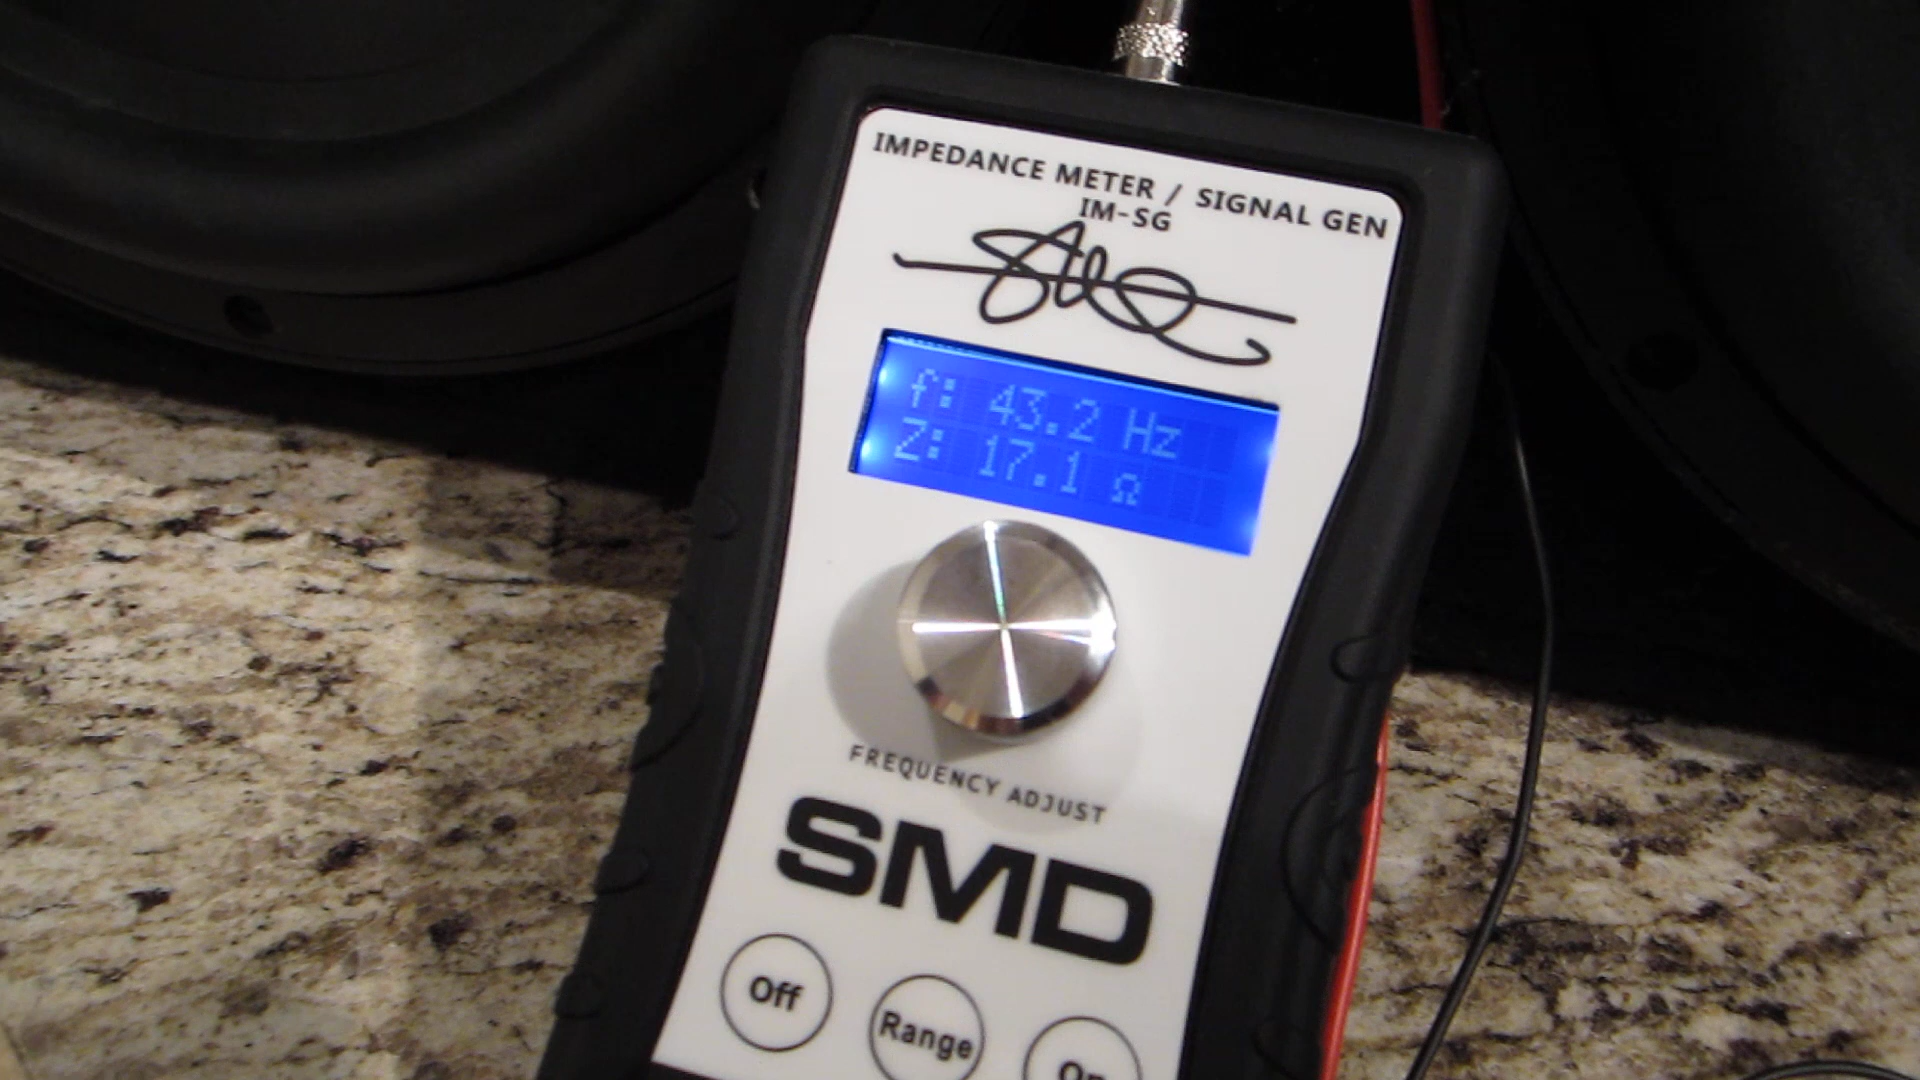 IMPEDANCE METER / SIGNAL GEN
IM-SG
f: 43.2 Hz
Z: 17.1 Ω
FREQUENCY ADJUST
SMD
Off
Range